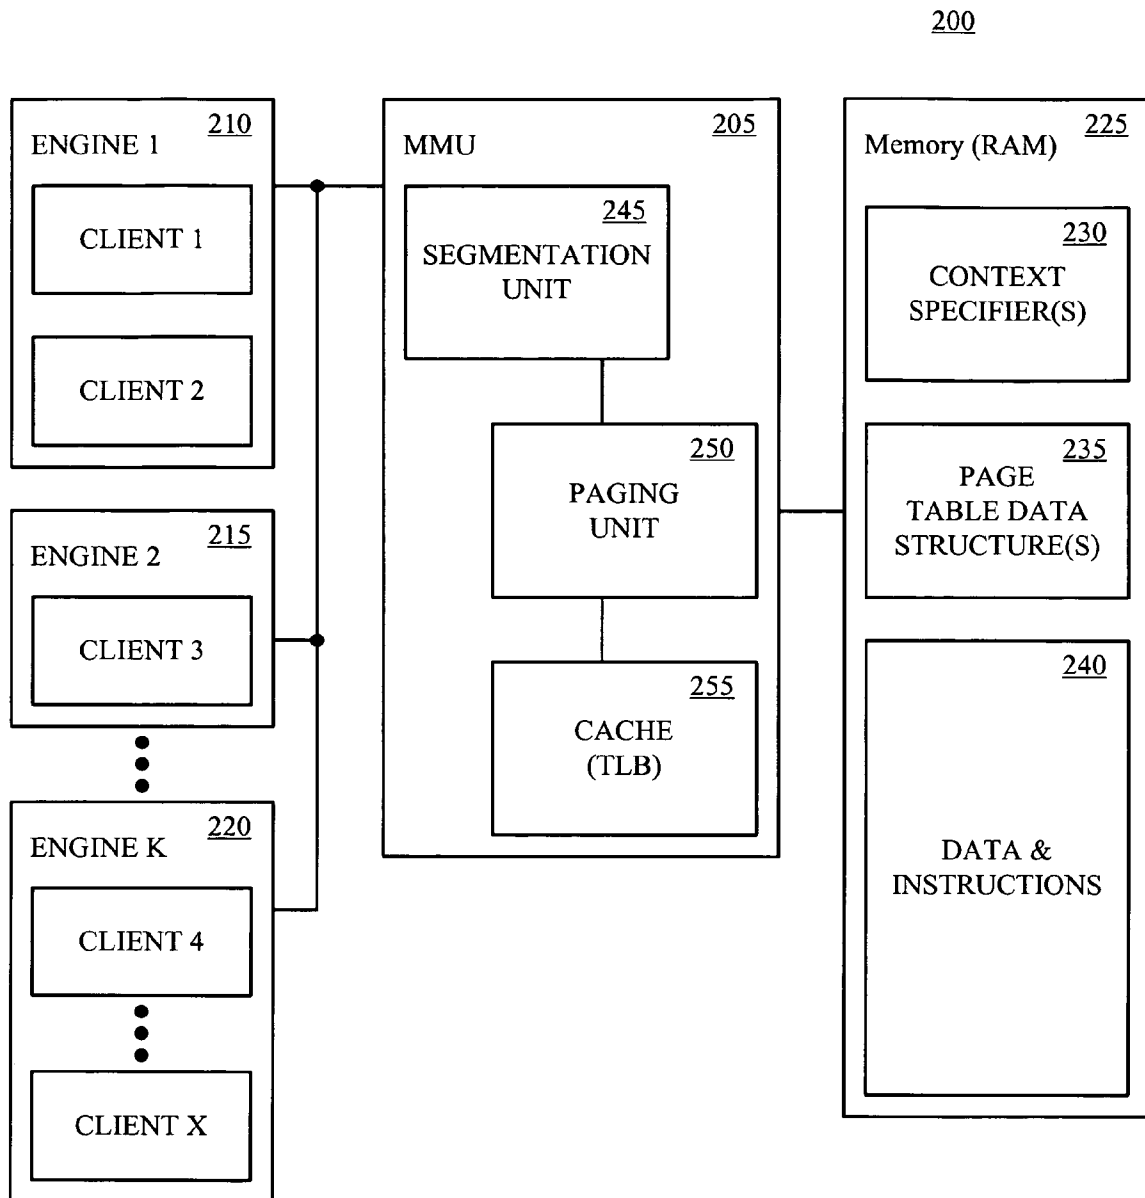 200
210
ENGINE 1
CLIENT 1
CLIENT 2
215
ENGINE 2
CLIENT 3
220
ENGINE K
CLIENT 4
CLIENT X
205
MMU
245
SEGMENTATION
UNIT
250
PAGING
UNIT
255
CACHE
(TLB)
225
Memory (RAM)
230
CONTEXT
SPECIFIER(S)
235
PAGE
TABLE DATA
STRUCTURE(S)
240
DATA &
INSTRUCTIONS